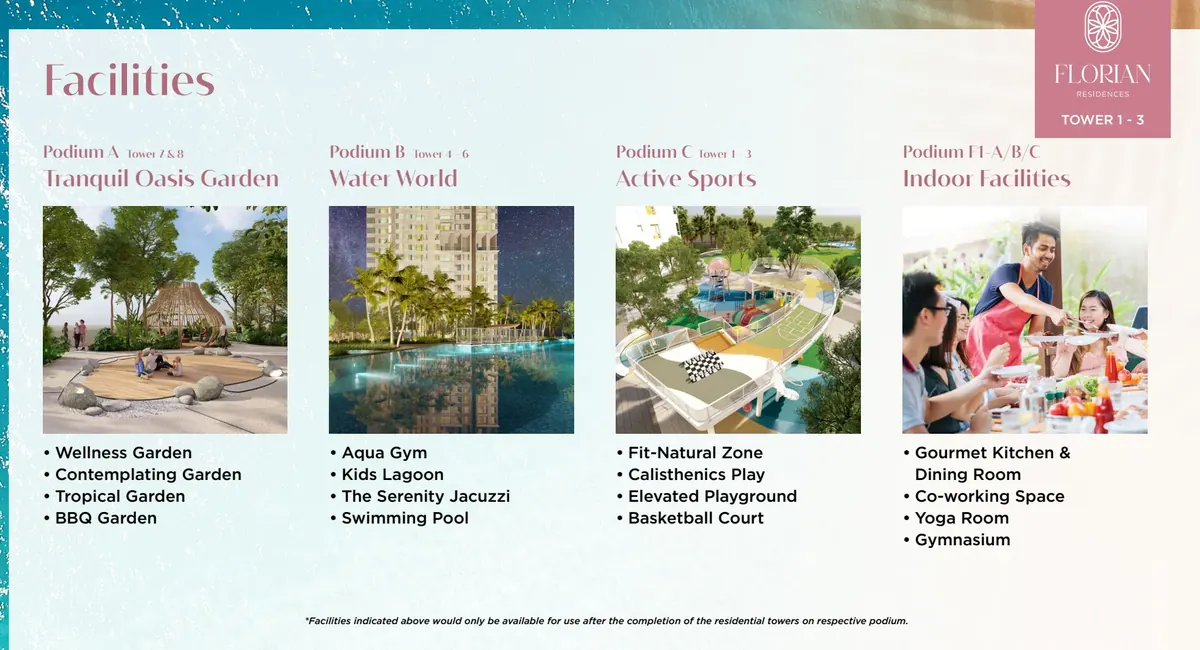 FLORIAN
RESIDENCES
TOWER 1 - 3
Facilities
Podium A Tower 7 & 8
Tranquil Oasis Garden
• Wellness Garden
• Contemplating Garden
• Tropical Garden
• BBQ Garden
Podium B Tower 4 - 6
Water World
• Aqua Gym
• Kids Lagoon
• The Serenity Jacuzzi
• Swimming Pool
Podium C Tower 1 - 3
Active Sports
• Fit-Natural Zone
• Calisthenics Play
• Elevated Playground
• Basketball Court
Podium F1-A/B/C
Indoor Facilities
• Gourmet Kitchen &
Dining Room
• Co-working Space
• Yoga Room
• Gymnasium
*Facilities indicated above would only be available for use after the completion of the residential towers on respective podium.